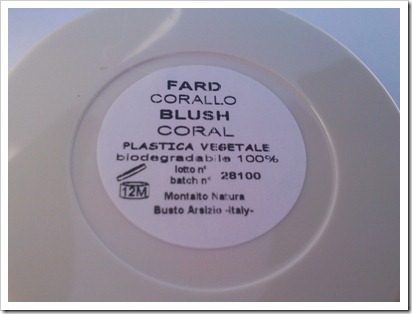 FARD
CORALLO
BLUSH
CORAL
PLASTICA VEGETALE
biodegradabile 100%
lotto n°
batch n° 28100
12M
Montalto Natura
Busto Arsizio -Italy-